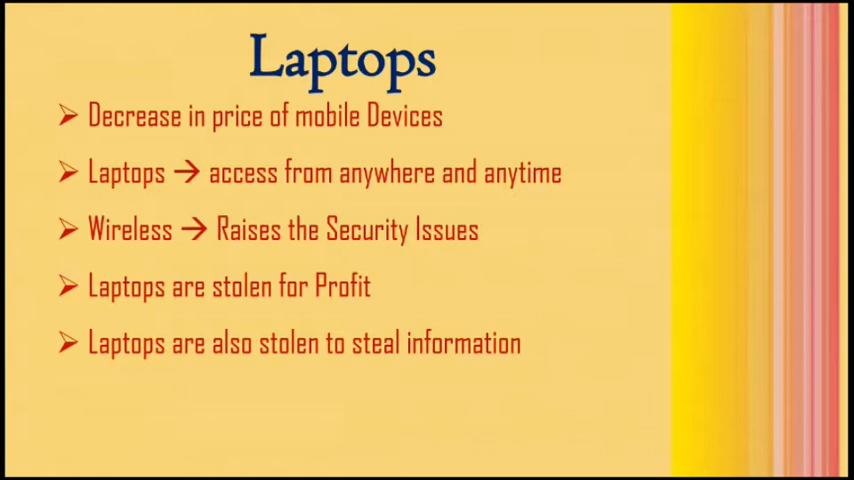 Laptops
➢ Decrease in price of mobile Devices
➢ Laptops → access from anywhere and anytime
➢ Wireless → Raises the Security Issues
➢ Laptops are stolen for Profit
➢ Laptops are also stolen to steal information